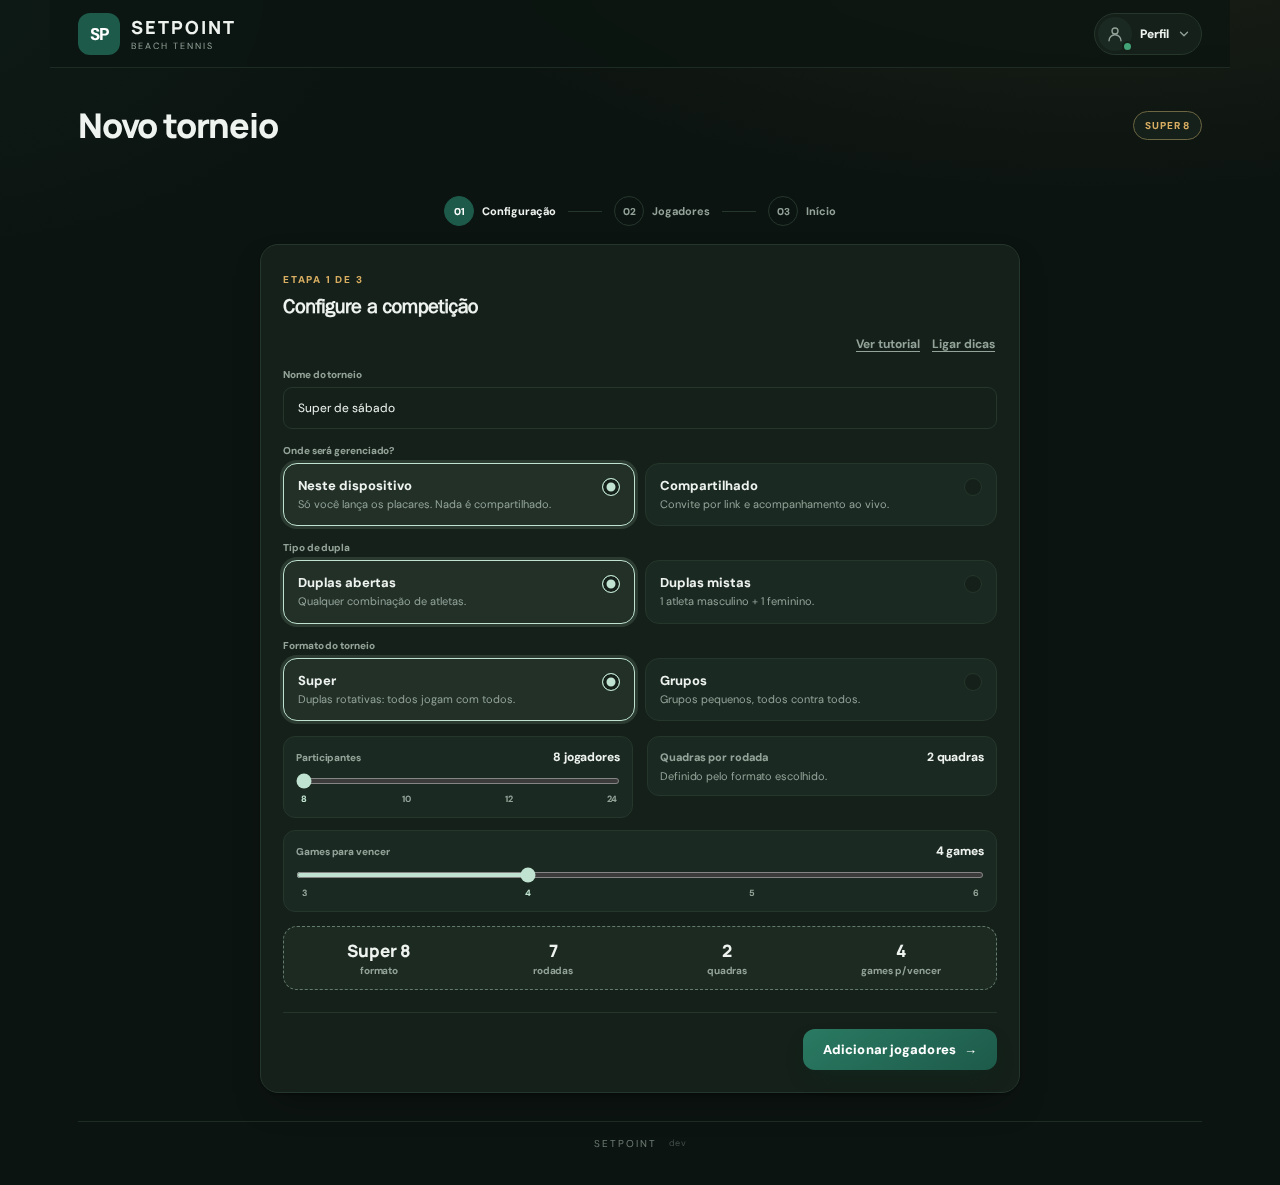 SP
SETPOINT
BEACH TENNIS
Perfil
Novo torneio
SUPER 8
01 Configuração
02 Jogadores
03 Início
ETAPA 1 DE 3
Configure a competição
Ver tutorial Ligar dicas
Nome do torneio
Super de sábado
Onde será gerenciado?
Neste dispositivo
Só você lança os placares. Nada é compartilhado.
Compartilhado
Convite por link e acompanhamento ao vivo.
Tipo de dupla
Duplas abertas
Qualquer combinação de atletas.
Duplas mistas
1 atleta masculino + 1 feminino.
Formato do torneio
Super
Duplas rotativas: todos jogam com todos.
Grupos
Grupos pequenos, todos contra todos.
Participantes 8 jogadores
8 10 12 24
Quadras por rodada 2 quadras
Definido pelo formato escolhido.
Games para vencer 4 games
3 4 5 6
Super 8
formato
7
rodadas
2
quadras
4
games p/vencer
Adicionar jogadores →
SETPOINT dev